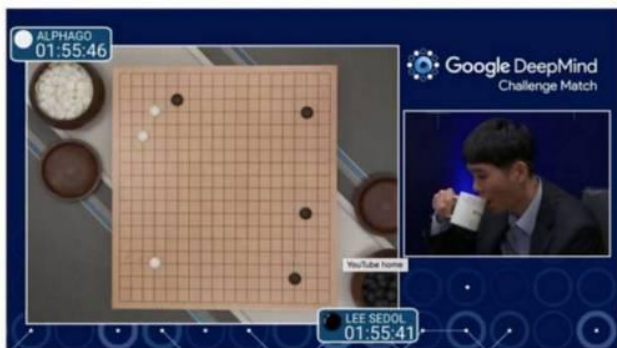 ALPHAGO
01:55:46
Google DeepMind
Challenge Match
YouTube home
LEE SEDOL
01:55:41